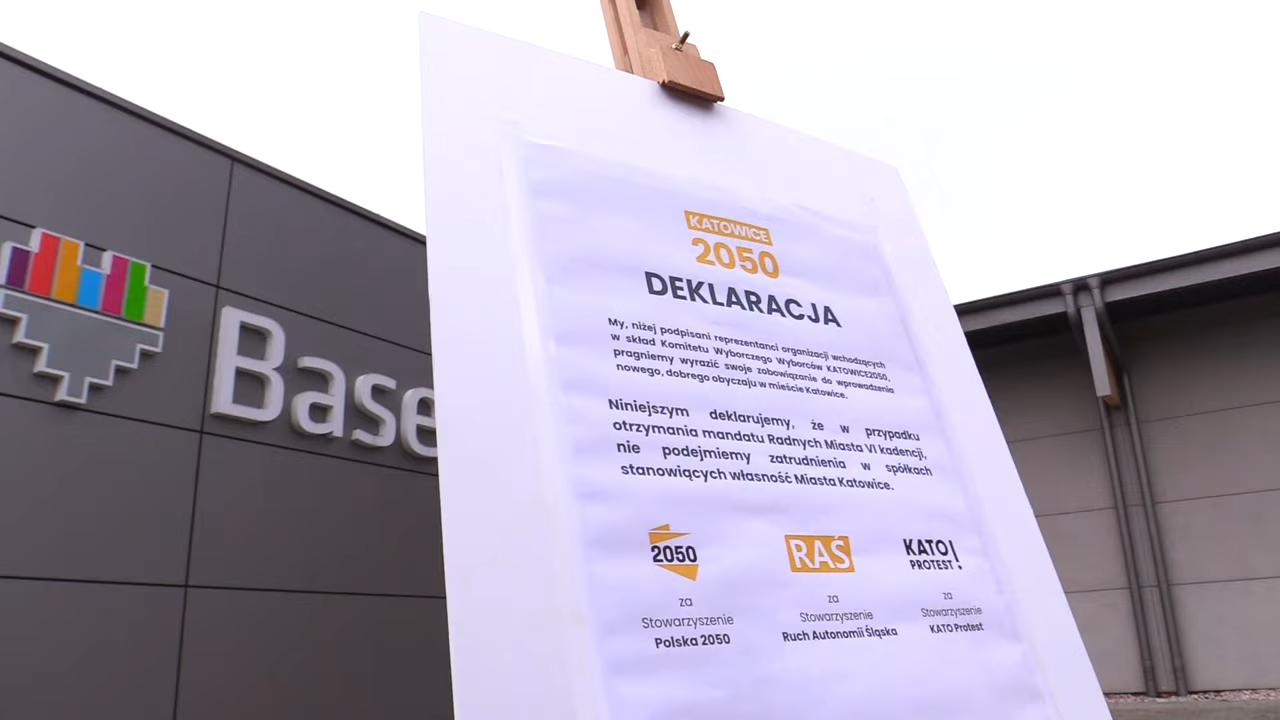 Base
KATOWICE
2050
DEKLARACJA
My, niżej podpisani reprezentanci organizacji wchodzących
w skład Komitetu Wyborczego Wyborców KATOWICE2050,
pragniemy wyrazić swoje zobowiązanie do wprowadzenia
nowego, dobrego obyczaju w mieście Katowice.
Niniejszym deklarujemy, że w przypadku
otrzymania mandatu Radnych Miasta VI kadencji,
nie podejmiemy zatrudnienia w spółkach
stanowiących własność Miasta Katowice.
2050
za
Stowarzyszenie
Polska 2050
RAŚ
za
Stowarzyszenie
Ruch Autonomii Śląska
KATO
PROTEST!
za
Stowarzyszenie
KATO Protest